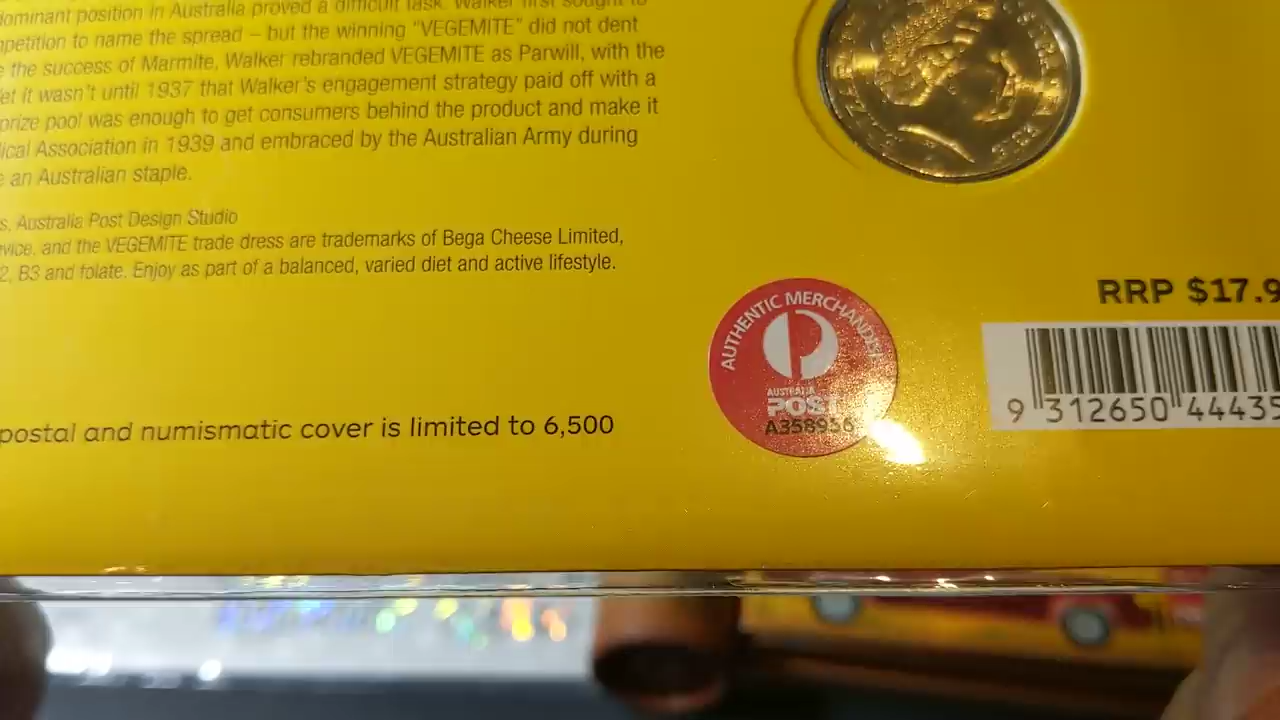 dominant position in Australia proved a difficult task. Walker first sought to
petition to name the spread – but the winning "VEGEMITE" did not dent
the success of Marmite, Walker rebranded VEGEMITE as Parwill, with the
et it wasn't until 1937 that Walker's engagement strategy paid off with a
prize pool was enough to get consumers behind the product and make it
ical Association in 1939 and embraced by the Australian Army during
an Australian staple.
s, Australia Post Design Studio
vice, and the VEGEMITE trade dress are trademarks of Bega Cheese Limited,
2, B3 and folate. Enjoy as part of a balanced, varied diet and active lifestyle.
RRP $17.9
AUTHENTIC MERCHANDISE
AUSTRALIA
POST
A358936
9 312650 44435
postal and numismatic cover is limited to 6,500